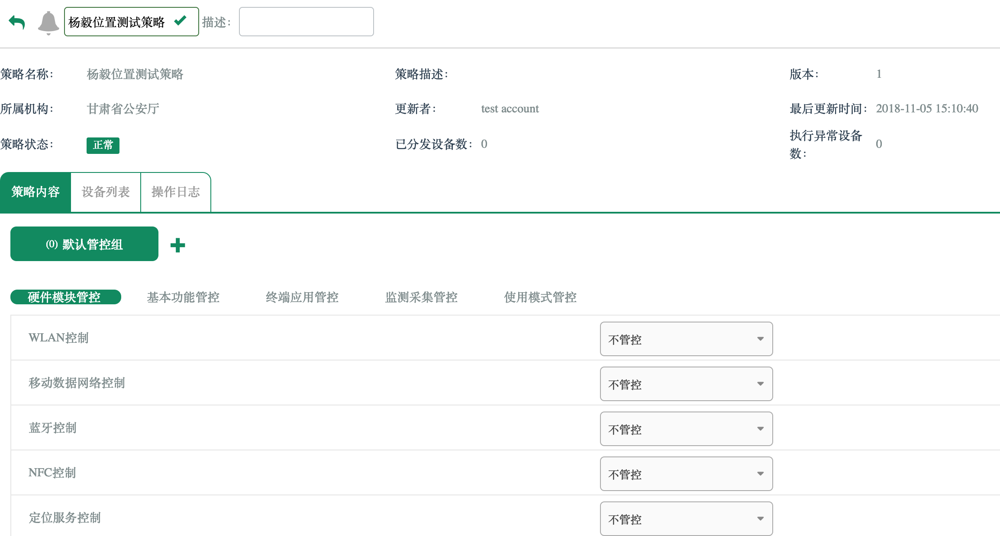 杨毅位置测试策略 描述：
策略名称： 杨毅位置测试策略 策略描述： 版本： 1
所属机构： 甘肃省公安厅 更新者： test account 最后更新时间： 2018-11-05 15:10:40
策略状态： 正常 已分发设备数： 0 执行异常设备数： 0
策略内容 设备列表 操作日志
(0) 默认管控组
硬件模块管控 基本功能管控 终端应用管控 监测采集管控 使用模式管控
WLAN控制 不管控
移动数据网络控制 不管控
蓝牙控制 不管控
NFC控制 不管控
定位服务控制 不管控